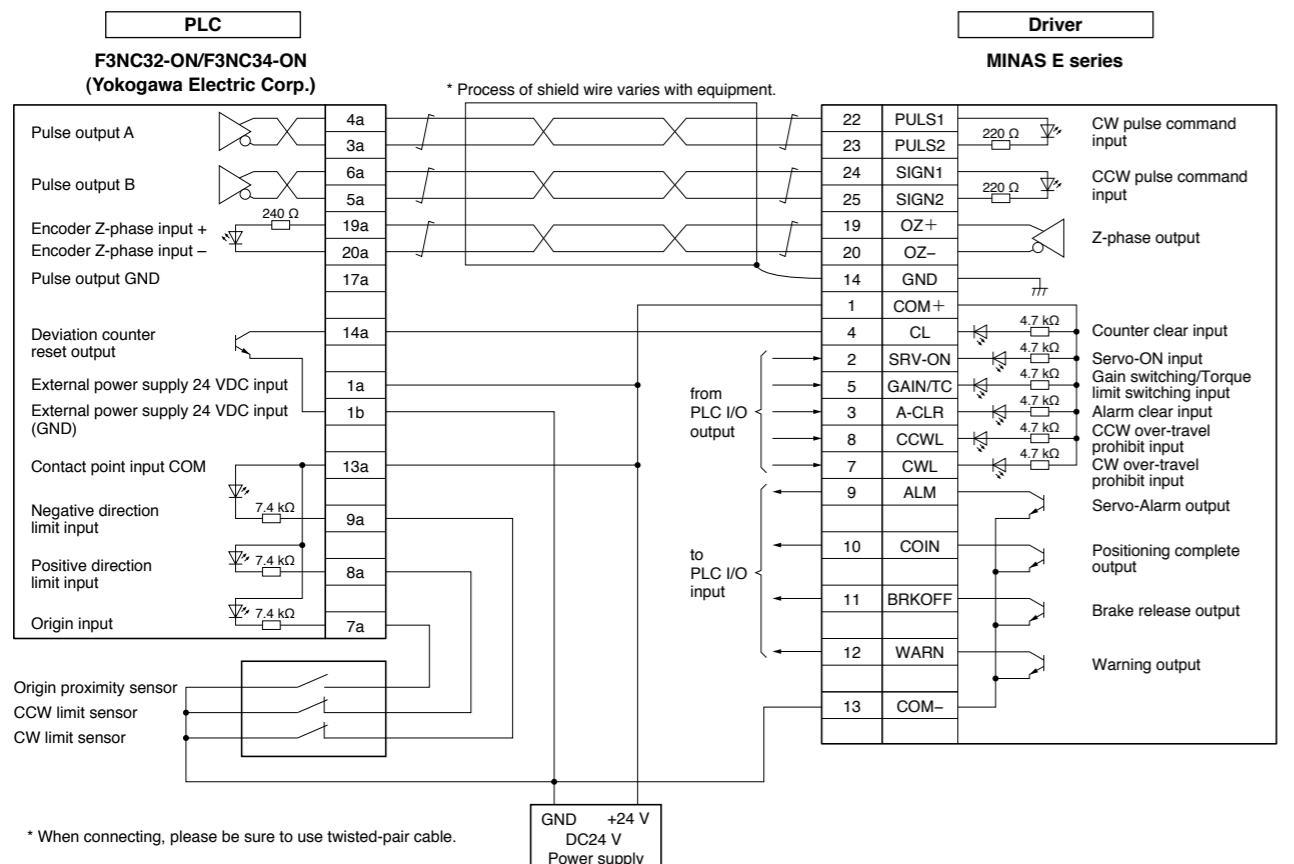 PLC
F3NC32-ON/F3NC34-ON
(Yokogawa Electric Corp.)
Driver
MINAS E series
* Process of shield wire varies with equipment.
Pulse output A
4a
3a
22
PULS1
23
PULS2
220 Ω
CW pulse command
input
Pulse output B
6a
5a
24
SIGN1
25
SIGN2
220 Ω
CCW pulse command
input
240 Ω
Encoder Z-phase input +
19a
Encoder Z-phase input –
20a
19
OZ+
20
OZ–
Z-phase output
Pulse output GND
17a
14
GND
1
COM+
Deviation counter
reset output
14a
4
CL
4.7 kΩ
Counter clear input
2
SRV-ON
4.7 kΩ
Servo-ON input
External power supply 24 VDC input
1a
from
PLC I/O
output
5
GAIN/TC
4.7 kΩ
Gain switching/Torque
limit switching input
External power supply 24 VDC input
(GND)
1b
3
A-CLR
4.7 kΩ
Alarm clear input
8
CCWL
4.7 kΩ
CCW over-travel
prohibit input
Contact point input COM
13a
7
CWL
4.7 kΩ
CW over-travel
prohibit input
9
ALM
Servo-Alarm output
Negative direction
limit input
7.4 kΩ
9a
to
PLC I/O
input
10
COIN
Positioning complete
output
Positive direction
limit input
7.4 kΩ
8a
11
BRKOFF
Brake release output
Origin input
7.4 kΩ
7a
12
WARN
Warning output
13
COM–
Origin proximity sensor
CCW limit sensor
CW limit sensor
GND
+24 V
DC24 V
Power supply
* When connecting, please be sure to use twisted-pair cable.